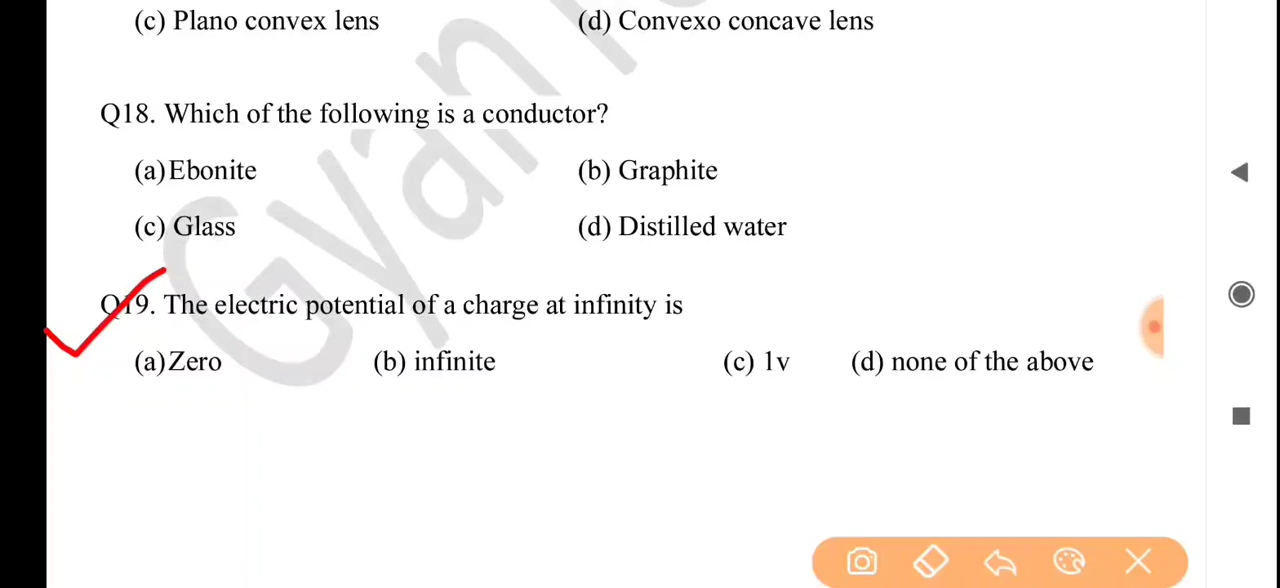 (c) Plano convex lens (d) Convexo concave lens
Q18. Which of the following is a conductor?
(a)Ebonite (b) Graphite
(c) Glass (d) Distilled water
Q19. The electric potential of a charge at infinity is
(a)Zero (b) infinite (c) 1v (d) none of the above
Gyan